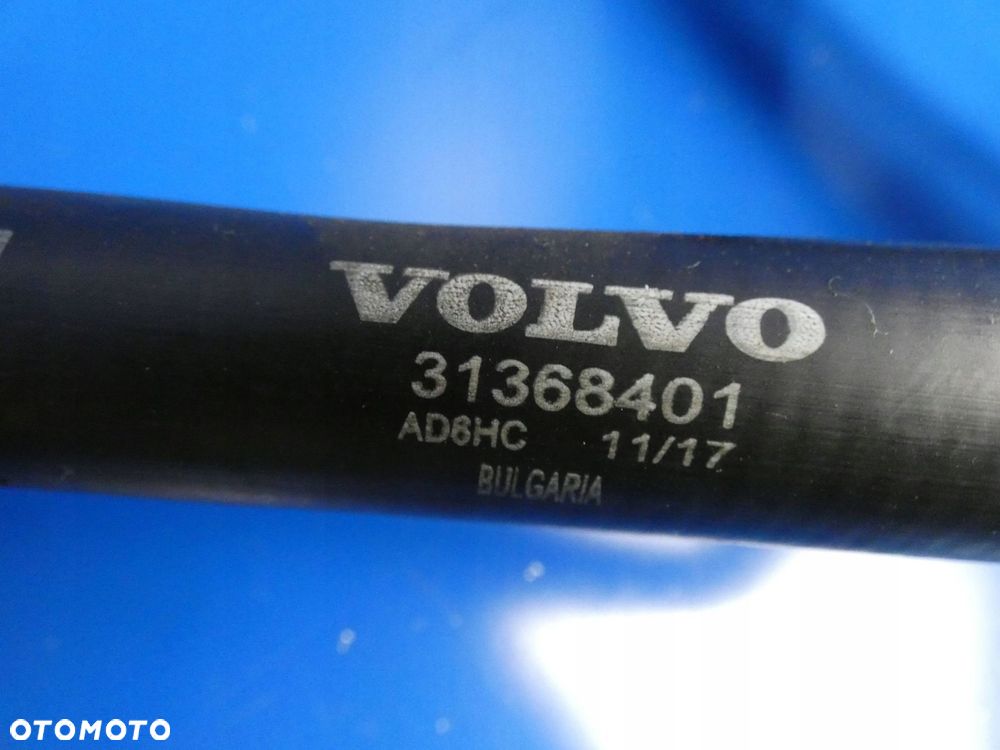 VOLVO
31368401
AD6HC 11/17
BULGARIA
OTOMOTO